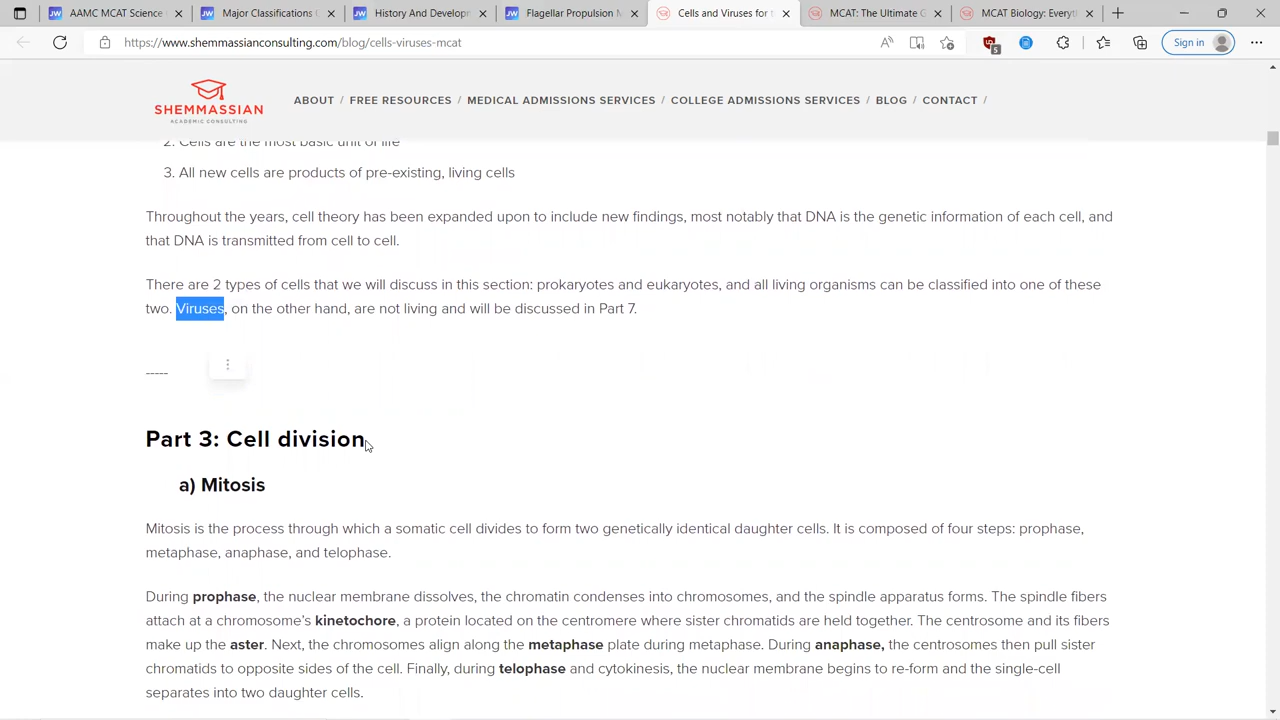 AAMC MCAT Science
Major Classifications
History And Developm
Flagellar Propulsion M
Cells and Viruses for t
MCAT: The Ultimate G
MCAT Biology: Everyth
https://www.shemmassianconsulting.com/blog/cells-viruses-mcat
5
Sign in
SHEMMASSIAN
ACADEMIC CONSULTING
ABOUT / FREE RESOURCES / MEDICAL ADMISSIONS SERVICES / COLLEGE ADMISSIONS SERVICES / BLOG / CONTACT /
2. Cells are the most basic unit of life
3. All new cells are products of pre-existing, living cells
Throughout the years, cell theory has been expanded upon to include new findings, most notably that DNA is the genetic information of each cell, and
that DNA is transmitted from cell to cell.
There are 2 types of cells that we will discuss in this section: prokaryotes and eukaryotes, and all living organisms can be classified into one of these
two. Viruses, on the other hand, are not living and will be discussed in Part 7.
-----
Part 3: Cell division
a) Mitosis
Mitosis is the process through which a somatic cell divides to form two genetically identical daughter cells. It is composed of four steps: prophase,
metaphase, anaphase, and telophase.
During prophase, the nuclear membrane dissolves, the chromatin condenses into chromosomes, and the spindle apparatus forms. The spindle fibers
attach at a chromosome's kinetochore, a protein located on the centromere where sister chromatids are held together. The centrosome and its fibers
make up the aster. Next, the chromosomes align along the metaphase plate during metaphase. During anaphase, the centrosomes then pull sister
chromatids to opposite sides of the cell. Finally, during telophase and cytokinesis, the nuclear membrane begins to re-form and the single-cell
separates into two daughter cells.